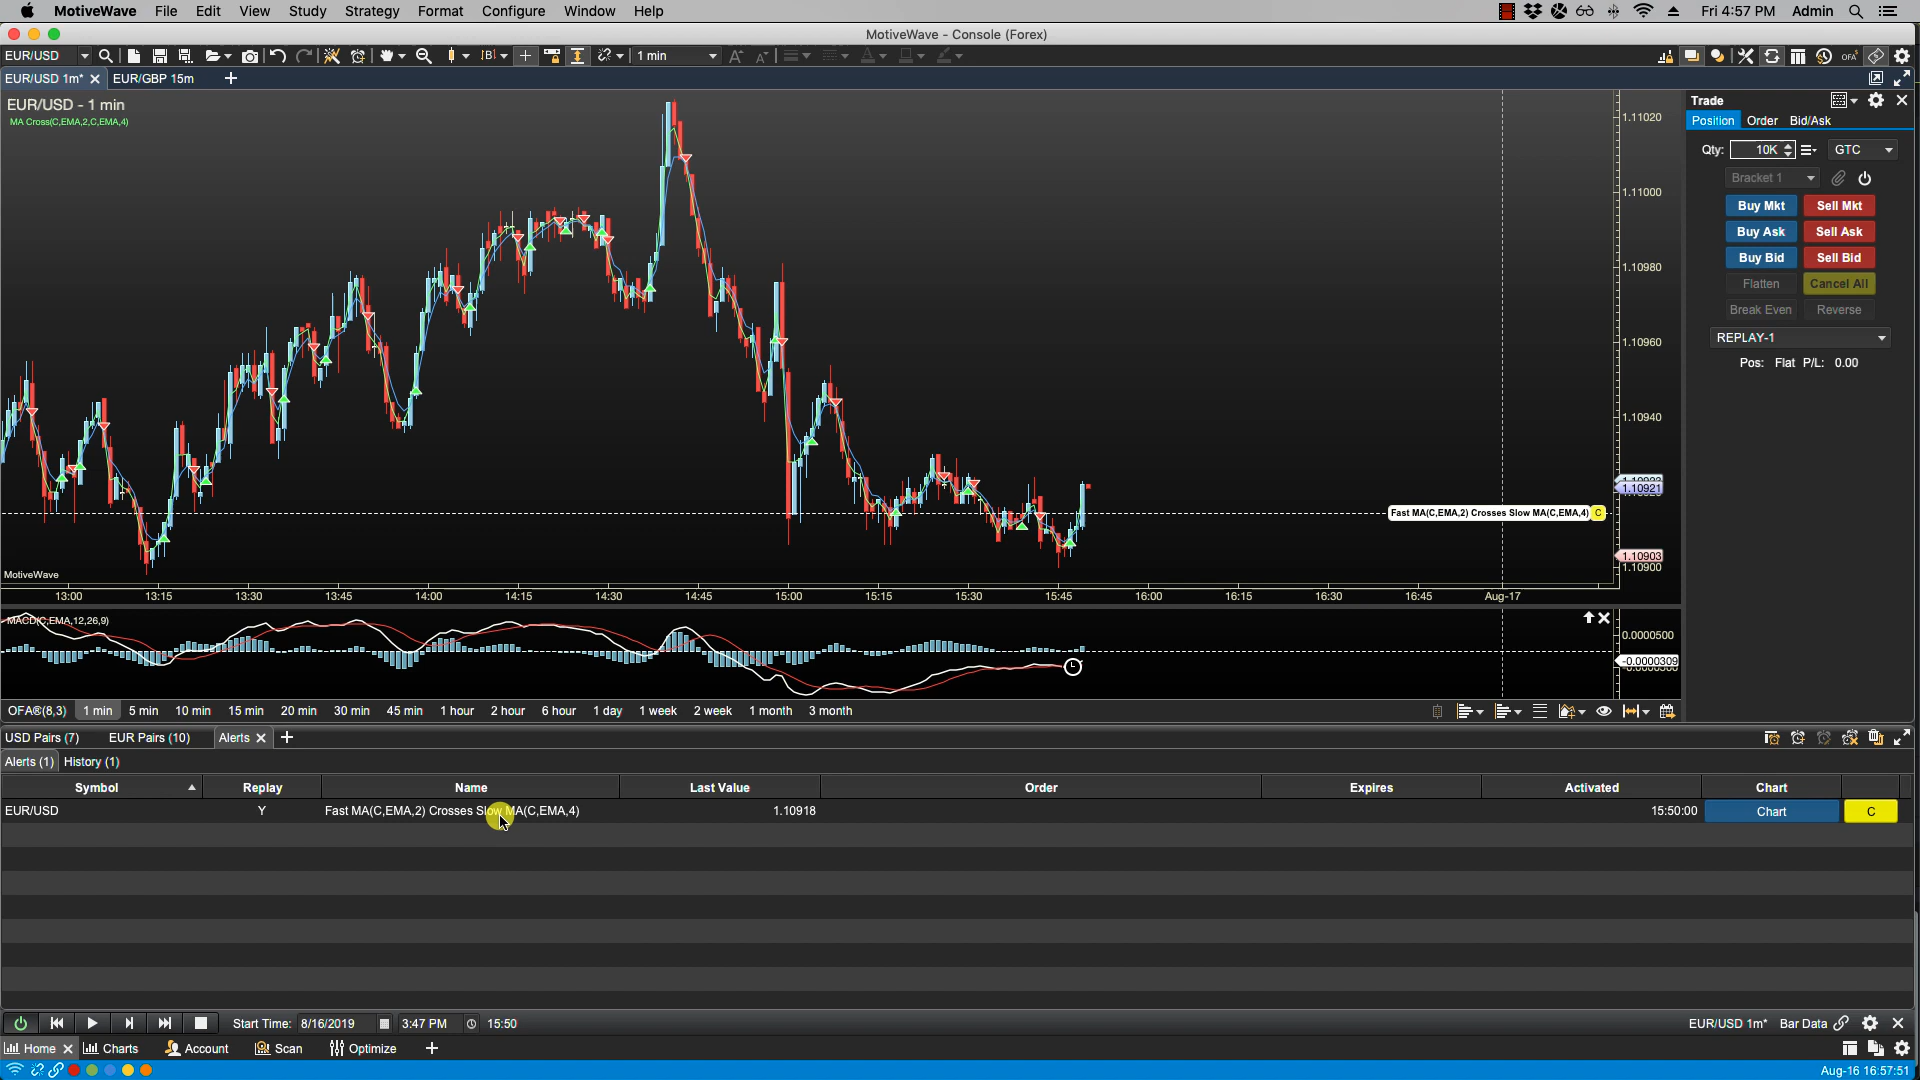 MotiveWave File Edit View Study Strategy Format Configure Window Help Fri 4:57 PM Admin
MotiveWave - Console (Forex)
EUR/USD 1 min
EUR/USD 1m* EUR/GBP 15m
EUR/USD - 1 min
MA Cross(C,EMA,2,C,EMA,4)
1.11020
1.11000
1.10980
1.10960
1.10940
1.10921
1.10903
1.10900
Fast MA(C,EMA,2) Crosses Slow MA(C,EMA,4) C
MotiveWave
13:00 13:15 13:30 13:45 14:00 14:15 14:30 14:45 15:00 15:15 15:30 15:45 16:00 16:15 16:30 16:45 Aug-17
MACD(C,EMA,12,26,9)
0.0000500
-0.0000309
OFA®(8,3) 1 min 5 min 10 min 15 min 20 min 30 min 45 min 1 hour 2 hour 6 hour 1 day 1 week 2 week 1 month 3 month
Trade
Position Order Bid/Ask
Qty: 10K GTC
Bracket 1
Buy Mkt Sell Mkt
Buy Ask Sell Ask
Buy Bid Sell Bid
Flatten Cancel All
Break Even Reverse
REPLAY-1
Pos: Flat P/L: 0.00
USD Pairs (7) EUR Pairs (10) Alerts
Alerts (1) History (1)
Symbol Replay Name Last Value Order Expires Activated Chart
EUR/USD Y Fast MA(C,EMA,2) Crosses Slow MA(C,EMA,4) 1.10918 15:50:00 Chart C
Start Time: 8/16/2019 3:47 PM 15:50 EUR/USD 1m* Bar Data
Home Charts Account Scan Optimize
Aug-16 16:57:51